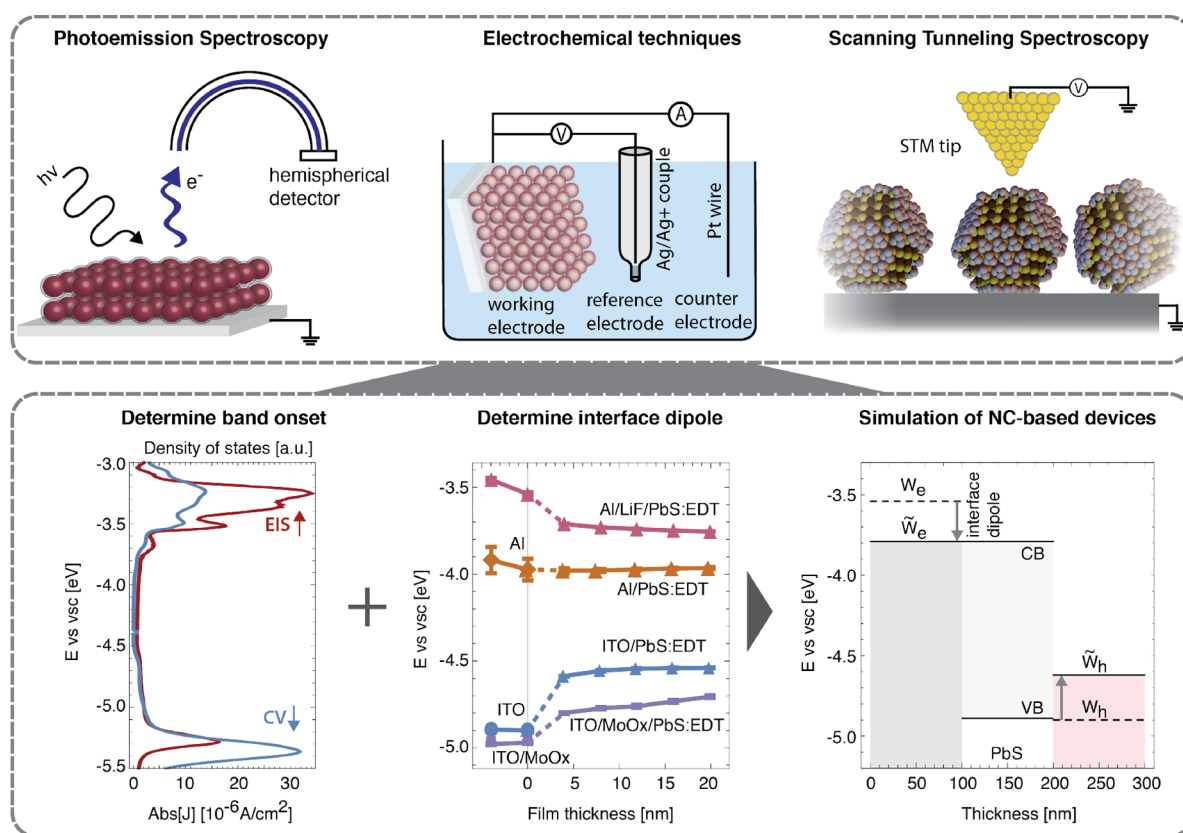 Photoemission Spectroscopy
hν
e-
hemispherical
detector
Electrochemical techniques
A
V
Ag/Ag+ couple
Pt wire
working
electrode
reference
electrode
counter
electrode
Scanning Tunneling Spectroscopy
V
STM tip
Determine band onset
Density of states [a.u.]
E vs vsc [eV]
-3.0
-3.5
-4.0
-4.5
-5.0
-5.5
EIS
CV
0 10 20 30
Abs[J] [10-6A/cm2]
Determine interface dipole
E vs vsc [eV]
-3.5
-4.0
-4.5
-5.0
Al/LiF/PbS:EDT
Al
Al/PbS:EDT
ITO/PbS:EDT
ITO
ITO/MoOx/PbS:EDT
ITO/MoOx
0 5 10 15 20
Film thickness [nm]
Simulation of NC-based devices
E vs vsc [eV]
-3.5
-4.0
-4.5
-5.0
We
W̃e
interface
dipole
CB
W̃h
VB
Wh
PbS
0 50 100 150 200 250 300
Thickness [nm]